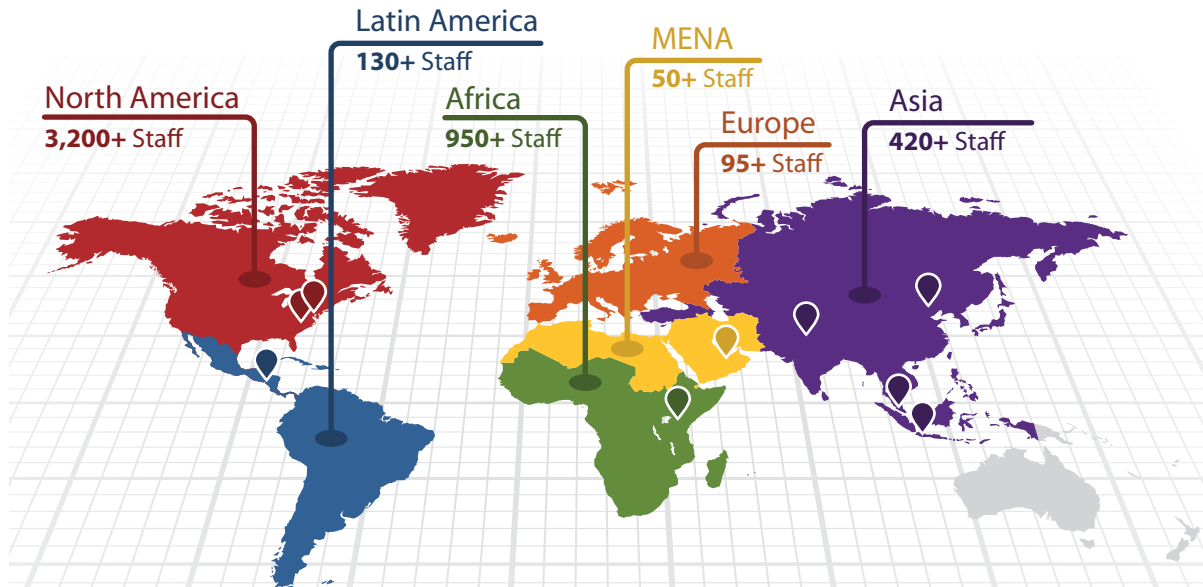 Latin America
130+ Staff
MENA
50+ Staff
North America
3,200+ Staff
Africa
950+ Staff
Europe
95+ Staff
Asia
420+ Staff